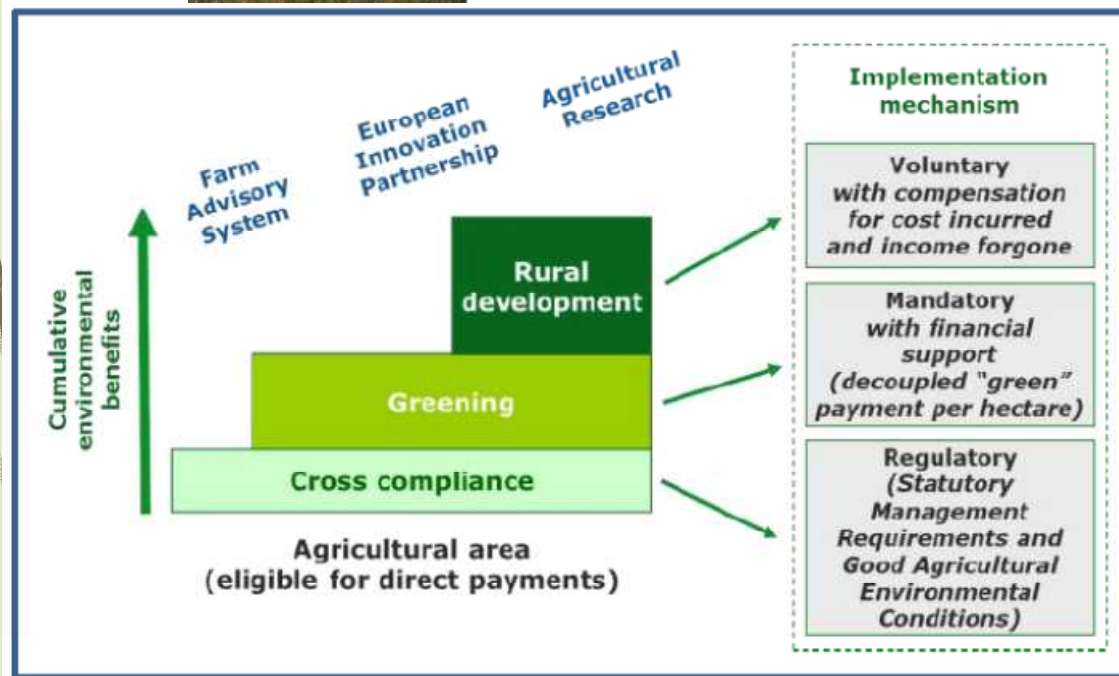 Farm
Advisory
System
European
Innovation
Partnership
Agricultural
Research
Cumulative
environmental
benefits
Rural
development
Greening
Cross compliance
Agricultural area
(eligible for direct payments)
Implementation
mechanism
Voluntary
with compensation
for cost incurred
and income forgone
Mandatory
with financial
support
(decoupled "green"
payment per hectare)
Regulatory
(Statutory
Management
Requirements and
Good Agricultural
Environmental
Conditions)